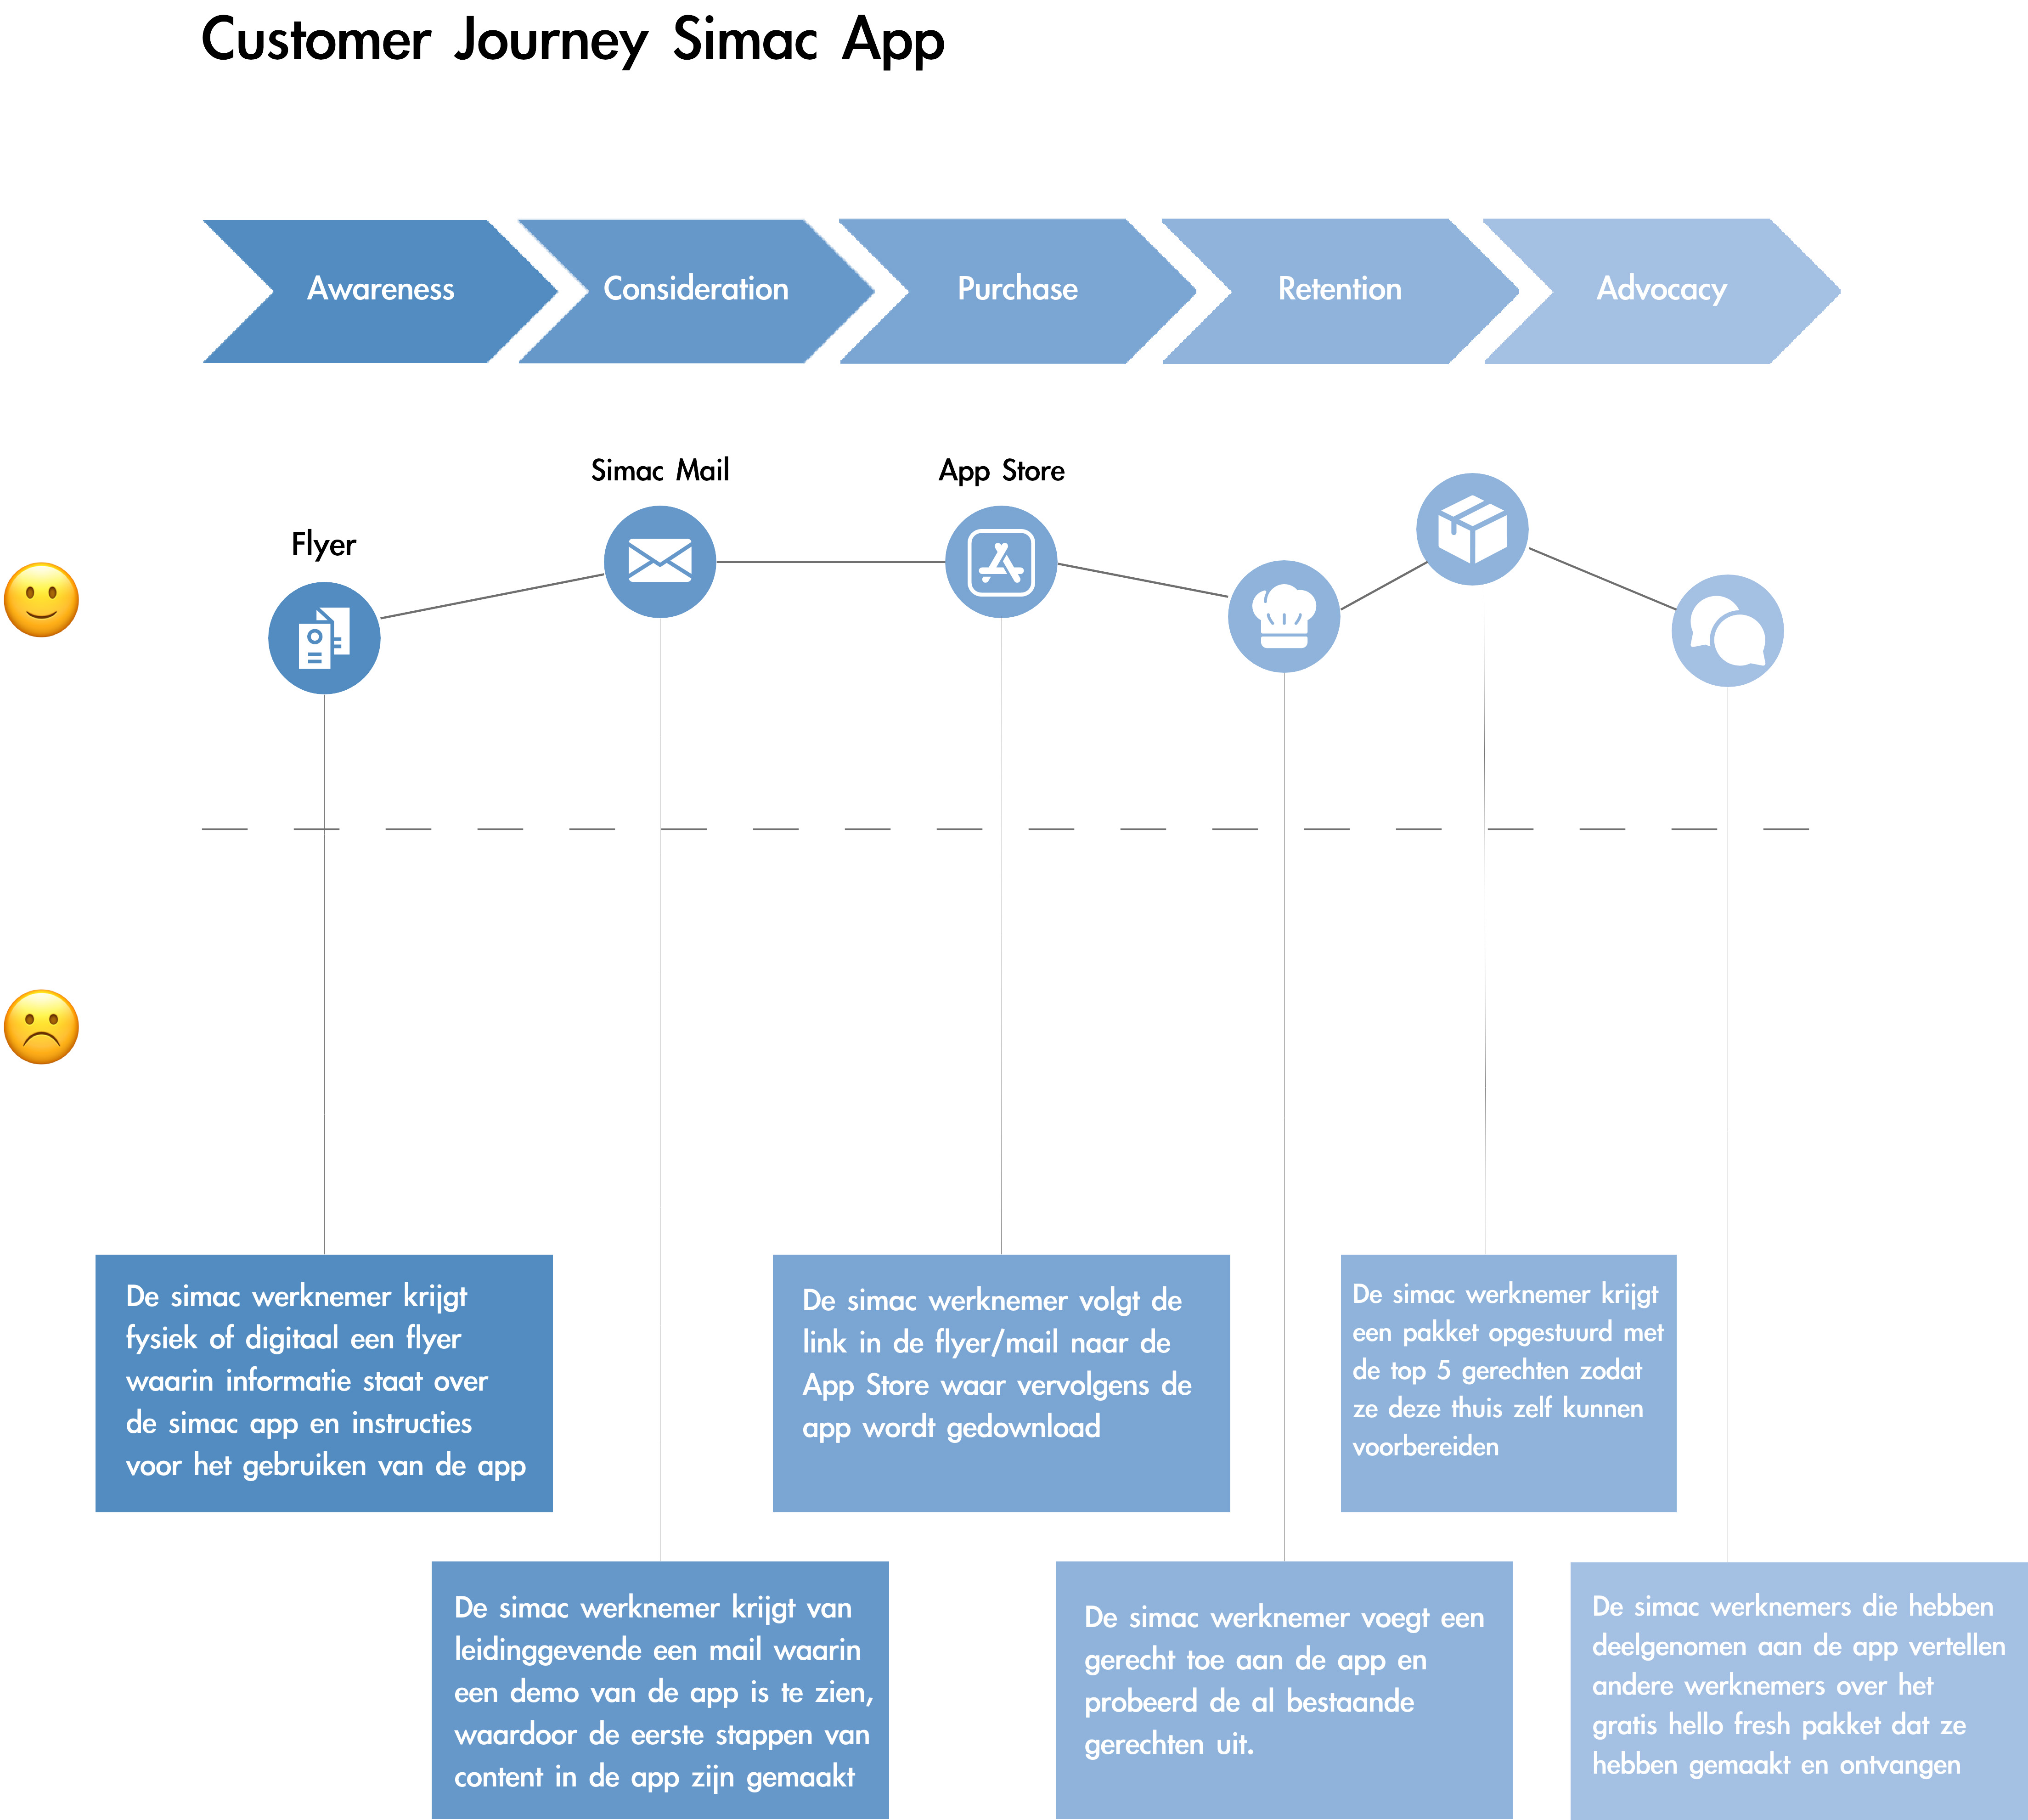 Customer Journey Simac App
Awareness
Consideration
Purchase
Retention
Advocacy
Flyer
Simac Mail
App Store
De simac werknemer krijgt
fysiek of digitaal een flyer
waarin informatie staat over
de simac app en instructies
voor het gebruiken van de app
De simac werknemer krijgt van
leidinggevende een mail waarin
een demo van de app is te zien,
waardoor de eerste stappen van
content in de app zijn gemaakt
De simac werknemer volgt de
link in de flyer/mail naar de
App Store waar vervolgens de
app wordt gedownload
De simac werknemer voegt een
gerecht toe aan de app en
probeerd de al bestaande
gerechten uit.
De simac werknemer krijgt
een pakket opgestuurd met
de top 5 gerechten zodat
ze deze thuis zelf kunnen
voorbereiden
De simac werknemers die hebben
deelgenomen aan de app vertellen
andere werknemers over het
gratis hello fresh pakket dat ze
hebben gemaakt en ontvangen